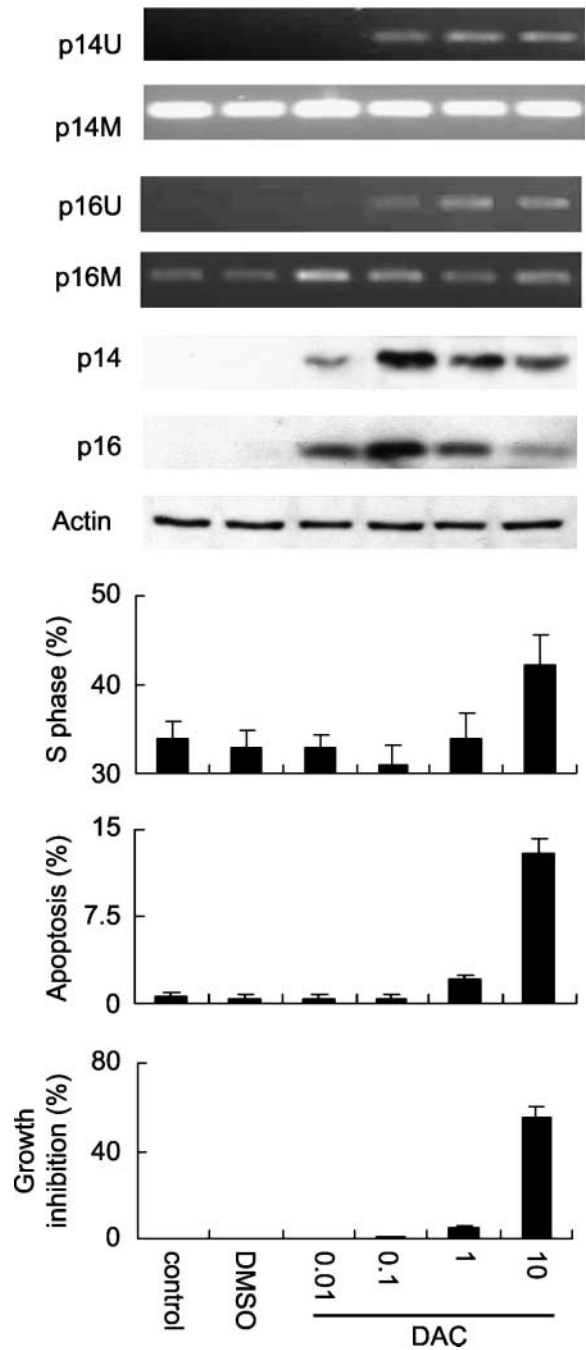 p14U
p14M
p16U
p16M
p14
p16
Actin
50
40
30
S phase (%)
15
7.5
0
Apoptosis (%)
80
40
0
Growth
inhibition (%)
control
DMSO
0.01
0.1
1
10
DAC